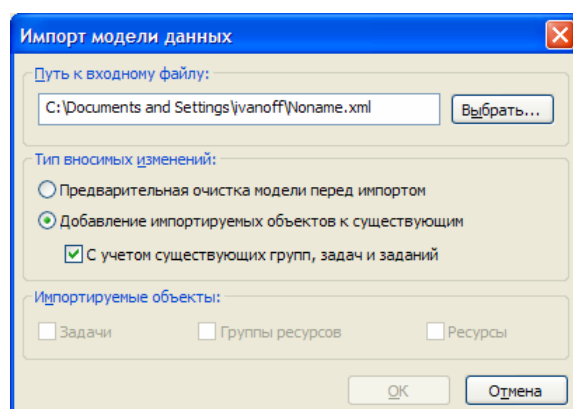 Импорт модели данных
Путь к входному файлу:
C:\Documents and Settings\ivanoff\Noname.xml
Выбрать...
Тип вносимых изменений:
Предварительная очистка модели перед импортом
Добавление импортируемых объектов к существующим
С учетом существующих групп, задач и заданий
Импортируемые объекты:
Задачи Группы ресурсов Ресурсы
OK Отмена